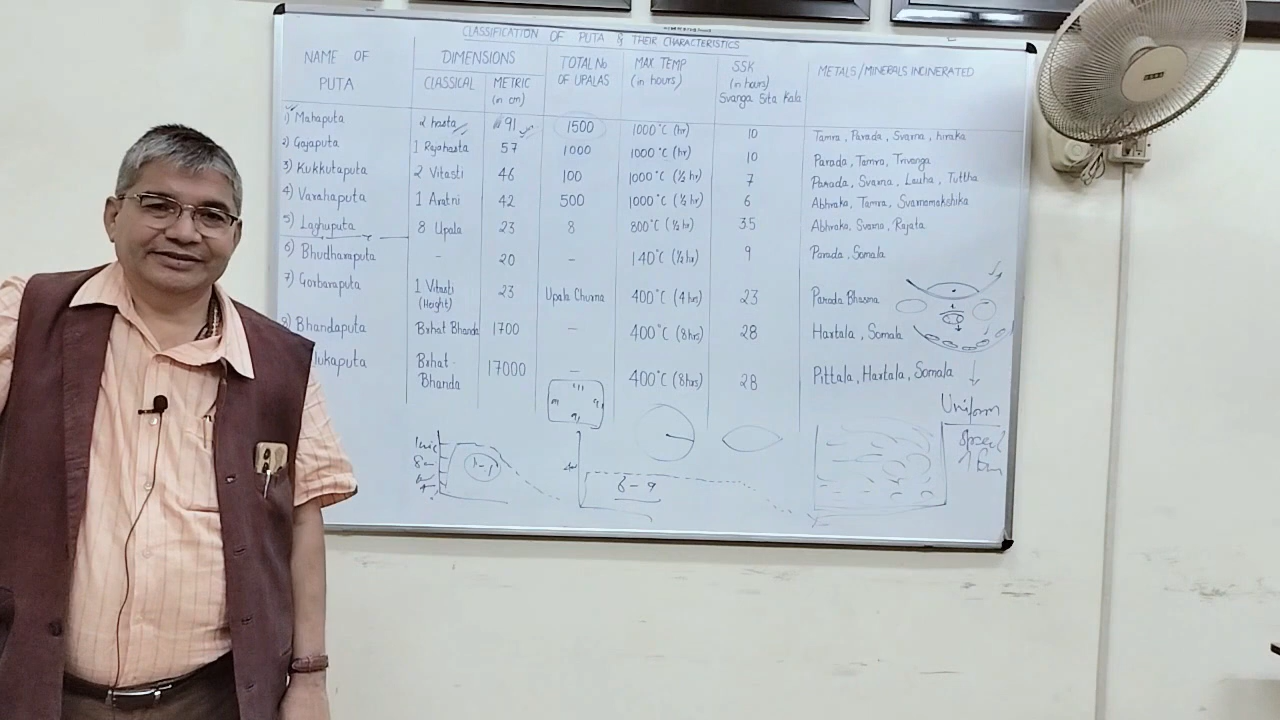 CLASSIFICATION OF PUTA & THEIR CHARACTERISTICS
NAME OF PUTA
DIMENSIONS
CLASSICAL
METRIC (in cm)
TOTAL No OF UPALAS
MAX TEMP (in hours)
SSK (in hours) Svanga Sita Kala
METALS/MINERALS INCINERATED
1) Mahaputa 2 hasta 91 1500 1000°C (hr) 10 Tamra, Parada, Svarna, hiraka
2) Gajaputa 1 Rajahasta 57 1000 1000°C (hr) 10 Parada, Tamra, Trivanga
3) Kukkutaputa 2 Vitasti 46 100 1000°C (½ hr) 7 Parada, Svarna, Lauha, Tuttha
4) Varahaputa 1 Aratni 42 500 1000°C (½ hr) 6 Abhraka, Tamra, Svarnamakshika
5) Laghuputa 8 Upala 23 8 800°C (½ hr) 35 Abhraka, Svarna, Rajata
6) Bhudharaputa - 20 - 140°C (½ hr) 9 Parada, Somala
7) Gorbaraputa 1 Vitasti (Height) 23 Upala Churna 400°C (4 hrs) 23 Parada Bhasma
8) Bhandaputa Brhat Bhanda 1700 - 400°C (8hrs) 28 Hartala, Somala
lukaputa Brhat Bhanda 17000 - 400°C (8hrs) 28 Pittala, Hartala, Somala
Uniform
1-5
6-9